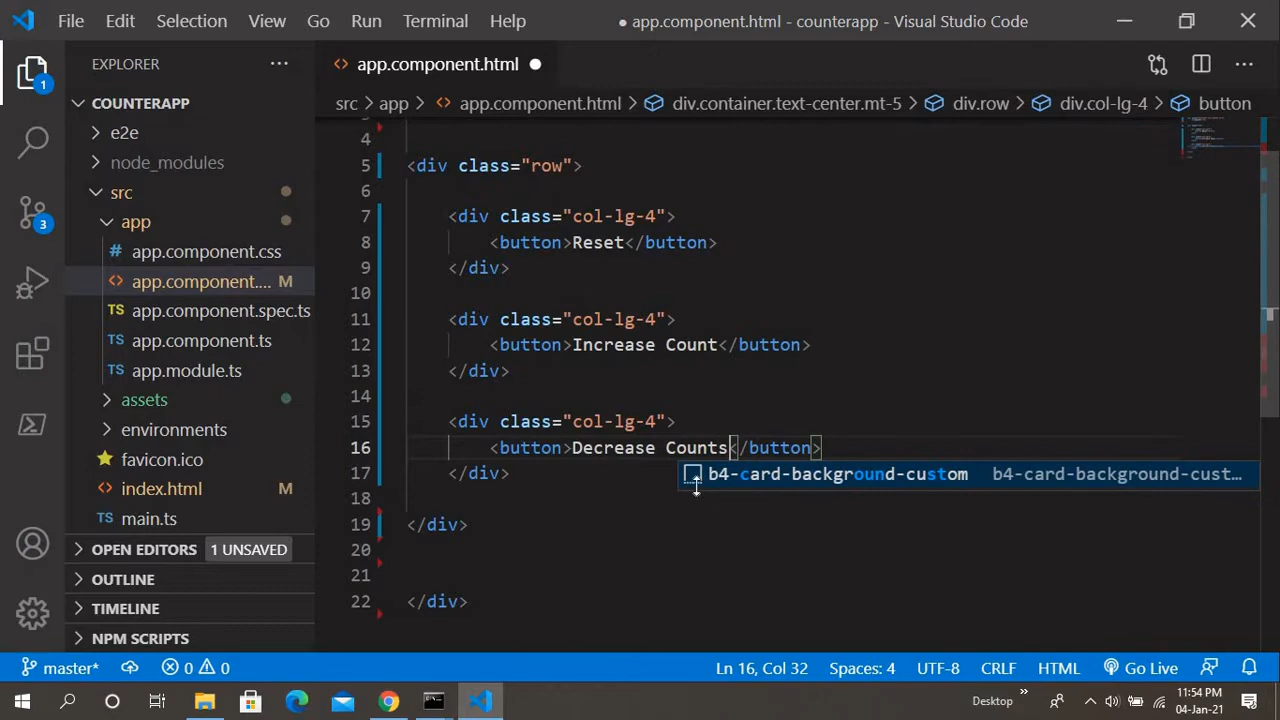 File Edit Selection View Go Run Terminal Help
● app.component.html - counterapp - Visual Studio Code
EXPLORER ···
COUNTERAPP
e2e
node_modules
src
app
# app.component.css
<> app.component.... M
TS app.component.spec.ts
TS app.component.ts
TS app.module.ts
assets
environments
favicon.ico
<> index.html
TS main.ts
OPEN EDITORS 1 UNSAVED
OUTLINE
TIMELINE
NPM SCRIPTS
1
3
<> app.component.html ●
src > app > <> app.component.html > div.container.text-center.mt-5 > div.row > div.col-lg-4 > button
4
5 <div class="row">
6
7 <div class="col-lg-4">
8 <button>Reset</button>
9 </div>
10
11 <div class="col-lg-4">
12 <button>Increase Count</button>
13 </div>
14
15 <div class="col-lg-4">
16 <button>Decrease Counts</button>
b4-card-background-custom b4-card-background-cust...
17 </div>
18
19 </div>
20
21
22 </div>
master* 0 0 Ln 16, Col 32 Spaces: 4 UTF-8 CRLF HTML Go Live
Desktop » 11:54 PM
04-Jan-21